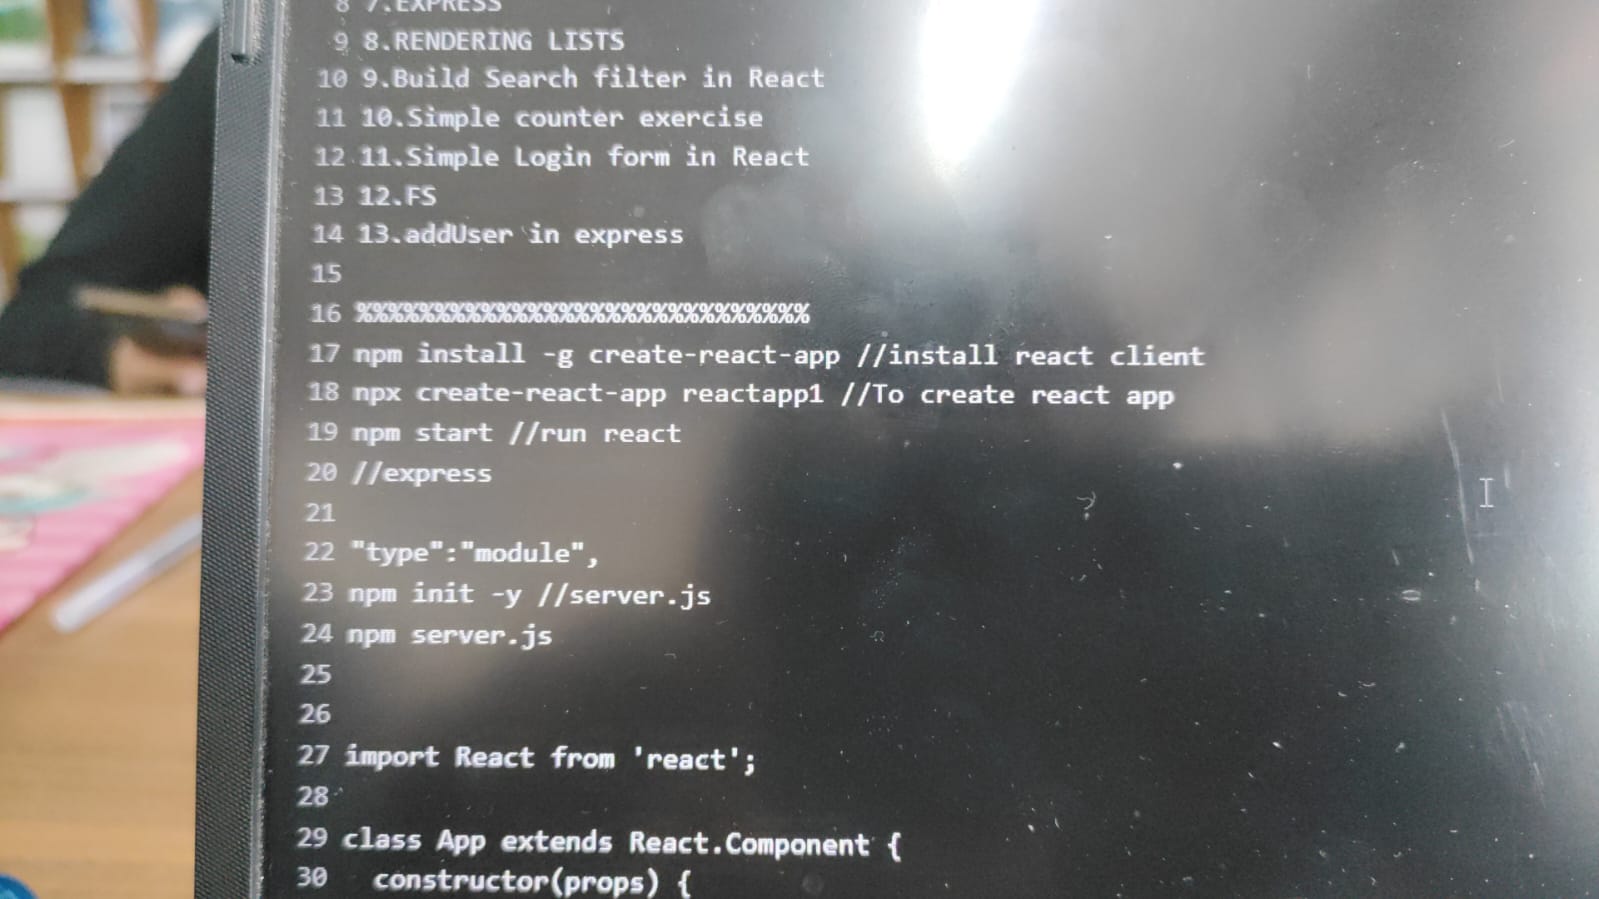 8 7.EXPRESS
9 8.RENDERING LISTS
10 9.Build Search filter in React
11 10.Simple counter exercise
12 11.Simple Login form in React
13 12.FS
14 13.addUser in express
15
16 %%%%%%%%%%%%%%%%%%%%%%%%%%%%%
17 npm install -g create-react-app //install react client
18 npx create-react-app reactapp1 //To create react app
19 npm start //run react
20 //express
21
22 "type":"module",
23 npm init -y //server.js
24 npm server.js
25
26
27 import React from 'react';
28
29 class App extends React.Component {
30 constructor(props) {